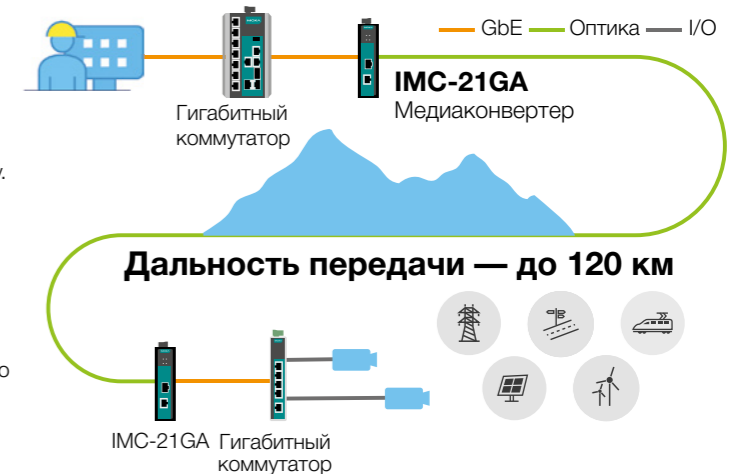 GbE Оптика I/O
IMC-21GA
Медиаконвертер
Гигабитный
коммутатор
у.
Дальность передачи — до 120 км
о
IMC-21GA Гигабитный
коммутатор